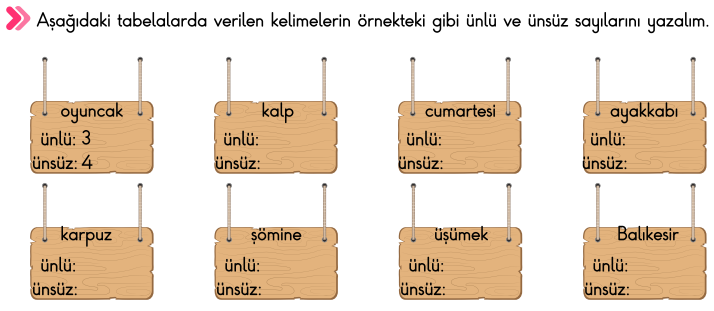 Aşağıdaki tabelalarda verilen kelimelerin örnekteki gibi ünlü ve ünsüz sayılarını yazalım.
oyuncak
ünlü: 3
ünsüz: 4
kalp
ünlü:
ünsüz:
cumartesi
ünlü:
ünsüz:
ayakkabı
ünlü:
ünsüz:
karpuz
ünlü:
ünsüz:
şömine
ünlü:
ünsüz:
üşümek
ünlü:
ünsüz:
Balıkesir
ünlü:
ünsüz: